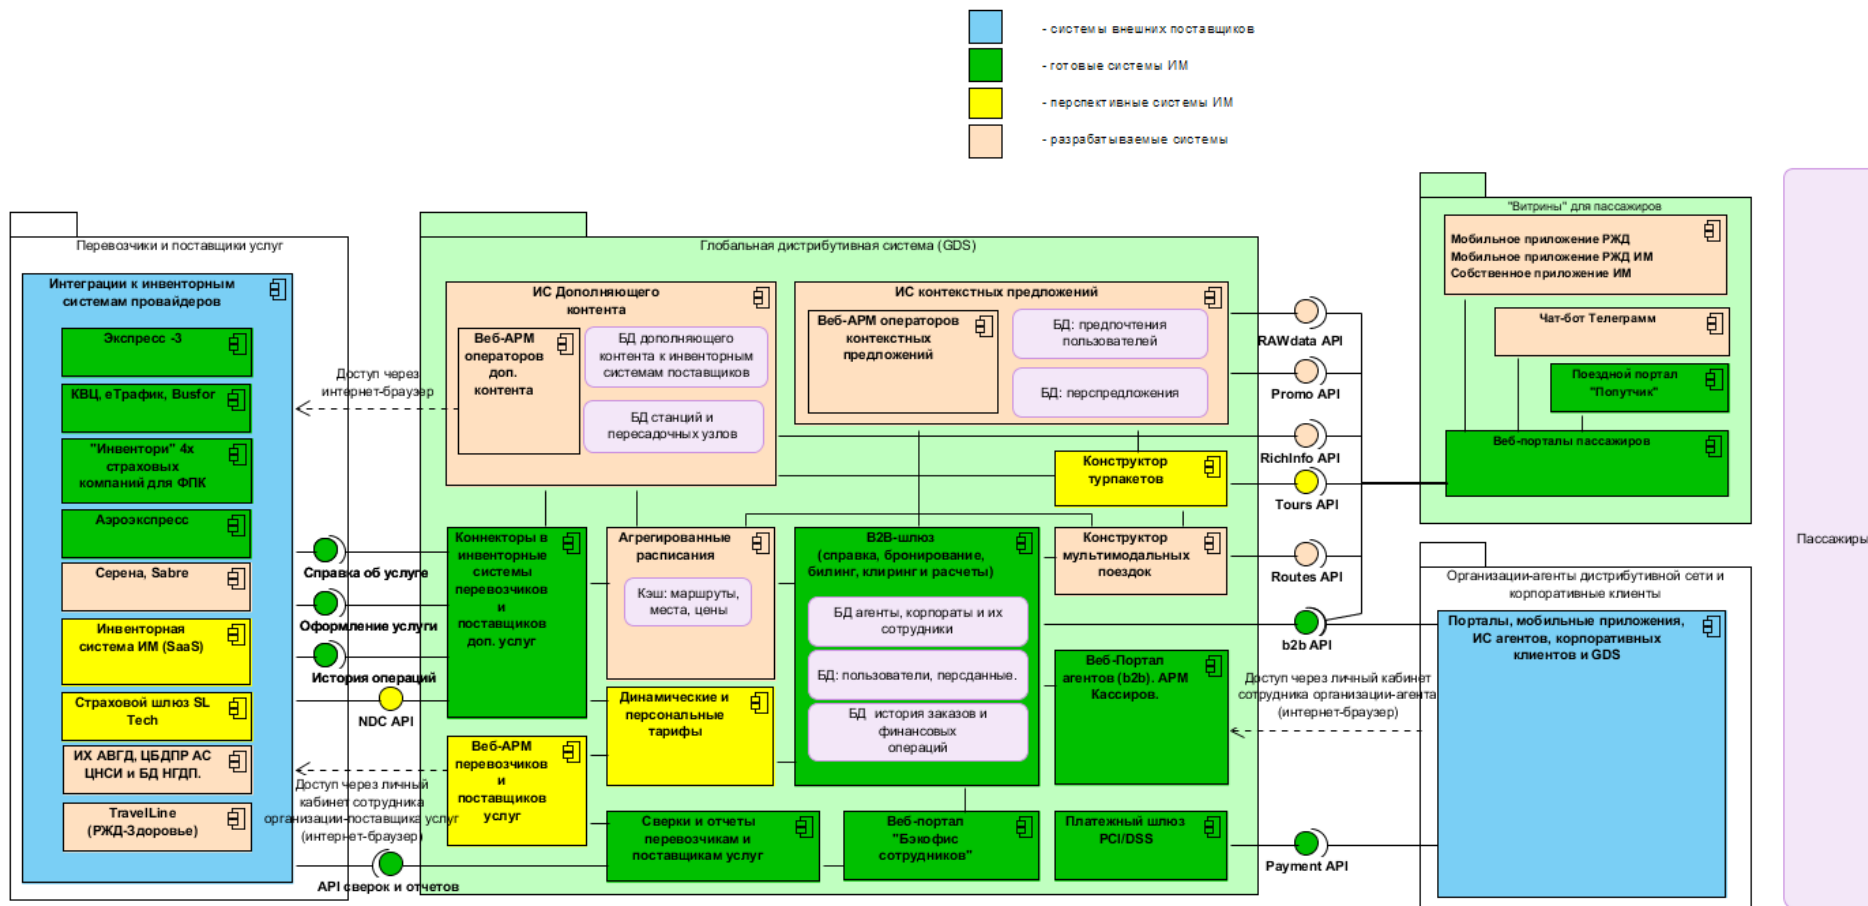 - системы внешних поставщиков
- готовые системы ИМ
- перспективные системы ИМ
- разрабатываемые системы
Перевозчики и поставщики услуг
Интеграции к инвенторным
системам провайдеров
Экспресс -3
КВЦ, еТрафик, Busfor
"Инвентори" 4х
страховых
компаний для ФПК
Аэроэкспресс
Серена, Sabre
Инвенторная
система ИМ (SaaS)
Страховой шлюз SL
Tech
ИХ АВГД, ЦБДПР АС
ЦНСИ и БД НГДП.
TravelLine
(РЖД-Здоровье)
Доступ через
интернет-браузер
Справка об услуге
Оформление услуги
История операций
NDC API
Доступ через личный
кабинет сотрудника
организации-поставщика услуг
(интернет-браузер)
API сверок и отчетов
Глобальная дистрибутивная система (GDS)
ИС Дополняющего
контента
Веб-АРМ
операторов
доп.
контента
БД дополняющего
контента к инвенторным
системам поставщиков
БД станций и
пересадочных узлов
ИС контекстных предложений
Веб-АРМ операторов
контекстных
предложений
БД: предпочтения
пользователей
БД: перспредложения
Конструктор
турпакетов
Коннекторы в
инвенторные
системы
перевозчиков
и
поставщиков
доп. услуг
Агрегированные
расписания
Кэш: маршруты,
места, цены
B2B-шлюз
(справка, бронирование,
билинг, клиринг и расчеты)
БД агенты, корпораты и их
сотрудники
БД: пользователи, персданные.
БД  история заказов и
финансовых
операций
Конструктор
мультимодальных
поездок
Динамические и
персональные
тарифы
Веб-Портал
агентов (b2b). АРМ
Кассиров.
Веб-АРМ
перевозчиков
и
поставщиков
услуг
Сверки и отчеты
перевозчикам и
поставщикам услуг
Веб-портал
"Бэкофис
сотрудников"
Платежный шлюз
PCI/DSS
RAWdata API
Promo API
RichInfo API
Tours API
Routes API
b2b API
Доступ через личный кабинет
сотрудника организации-агента
(интернет-браузер)
Payment API
"Витрины" для пассажиров
Мобильное приложение РЖД
Мобильное приложение РЖД ИМ
Собственное приложение ИМ
Чат-бот Телеграмм
Поездной портал
"Попутчик"
Веб-порталы пассажиров
Организации-агенты дистрибутивной сети и
корпоративные клиенты
Порталы, мобильные приложения,
ИС агентов, корпоративных
клиентов и GDS
Пассажиры